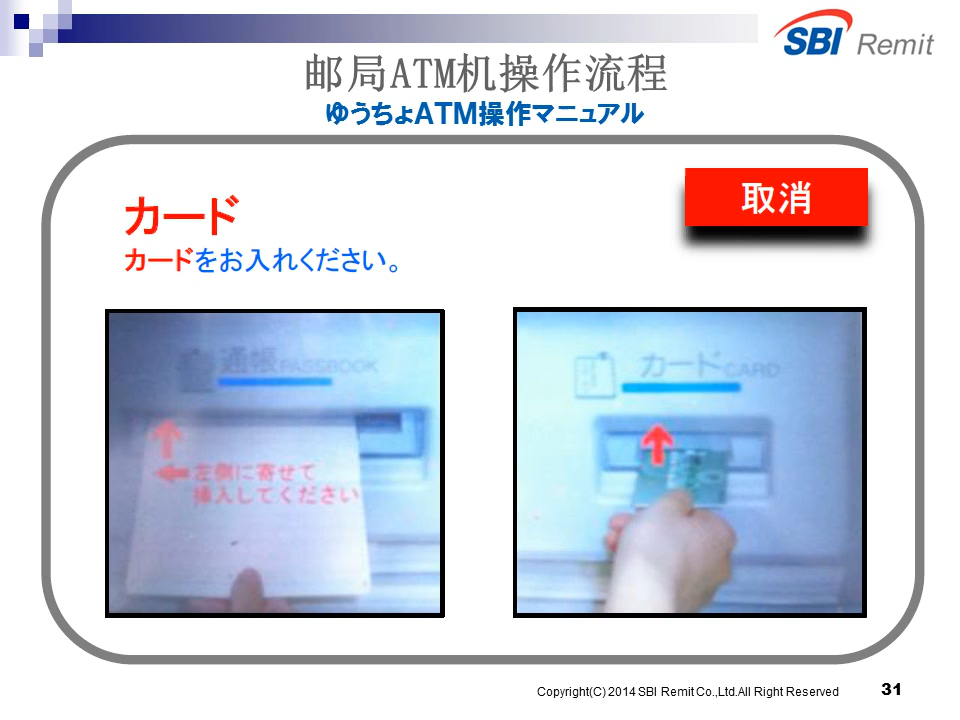 SBI Remit
邮局ATM机操作流程
ゆうちょATM操作マニュアル
カード
取消
カードをお入れください。
通帳PASSBOOK
左側に寄せて
挿入してください
カードCARD
Copyright(C) 2014 SBI Remit Co.,Ltd.All Right Reserved
31